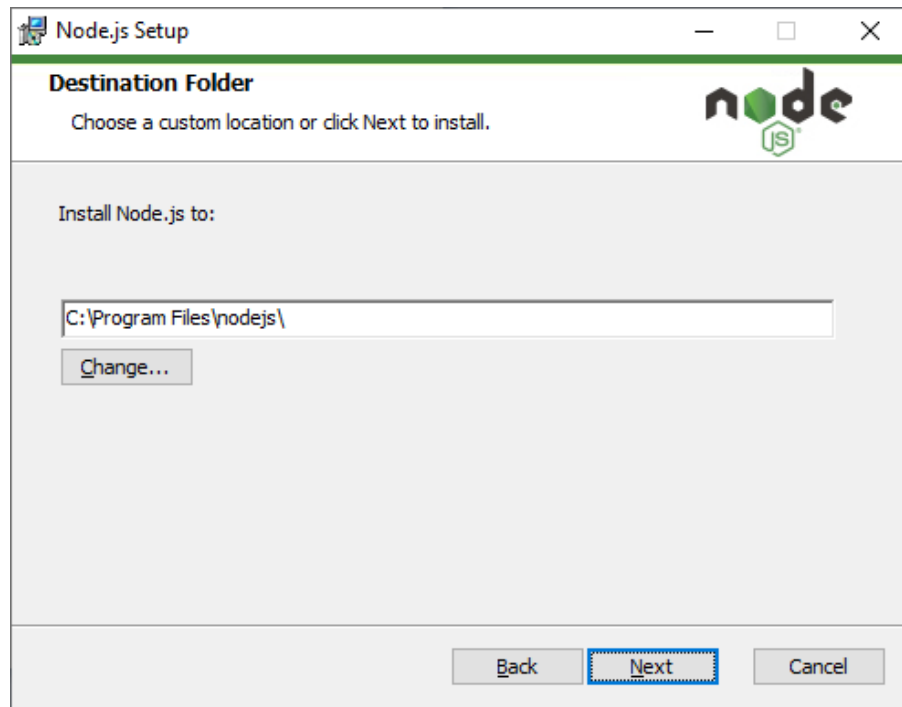 Node.js Setup
Destination Folder
Choose a custom location or click Next to install.
node
JS
Install Node.js to:
C:\Program Files\nodejs\
Change...
Back
Next
Cancel